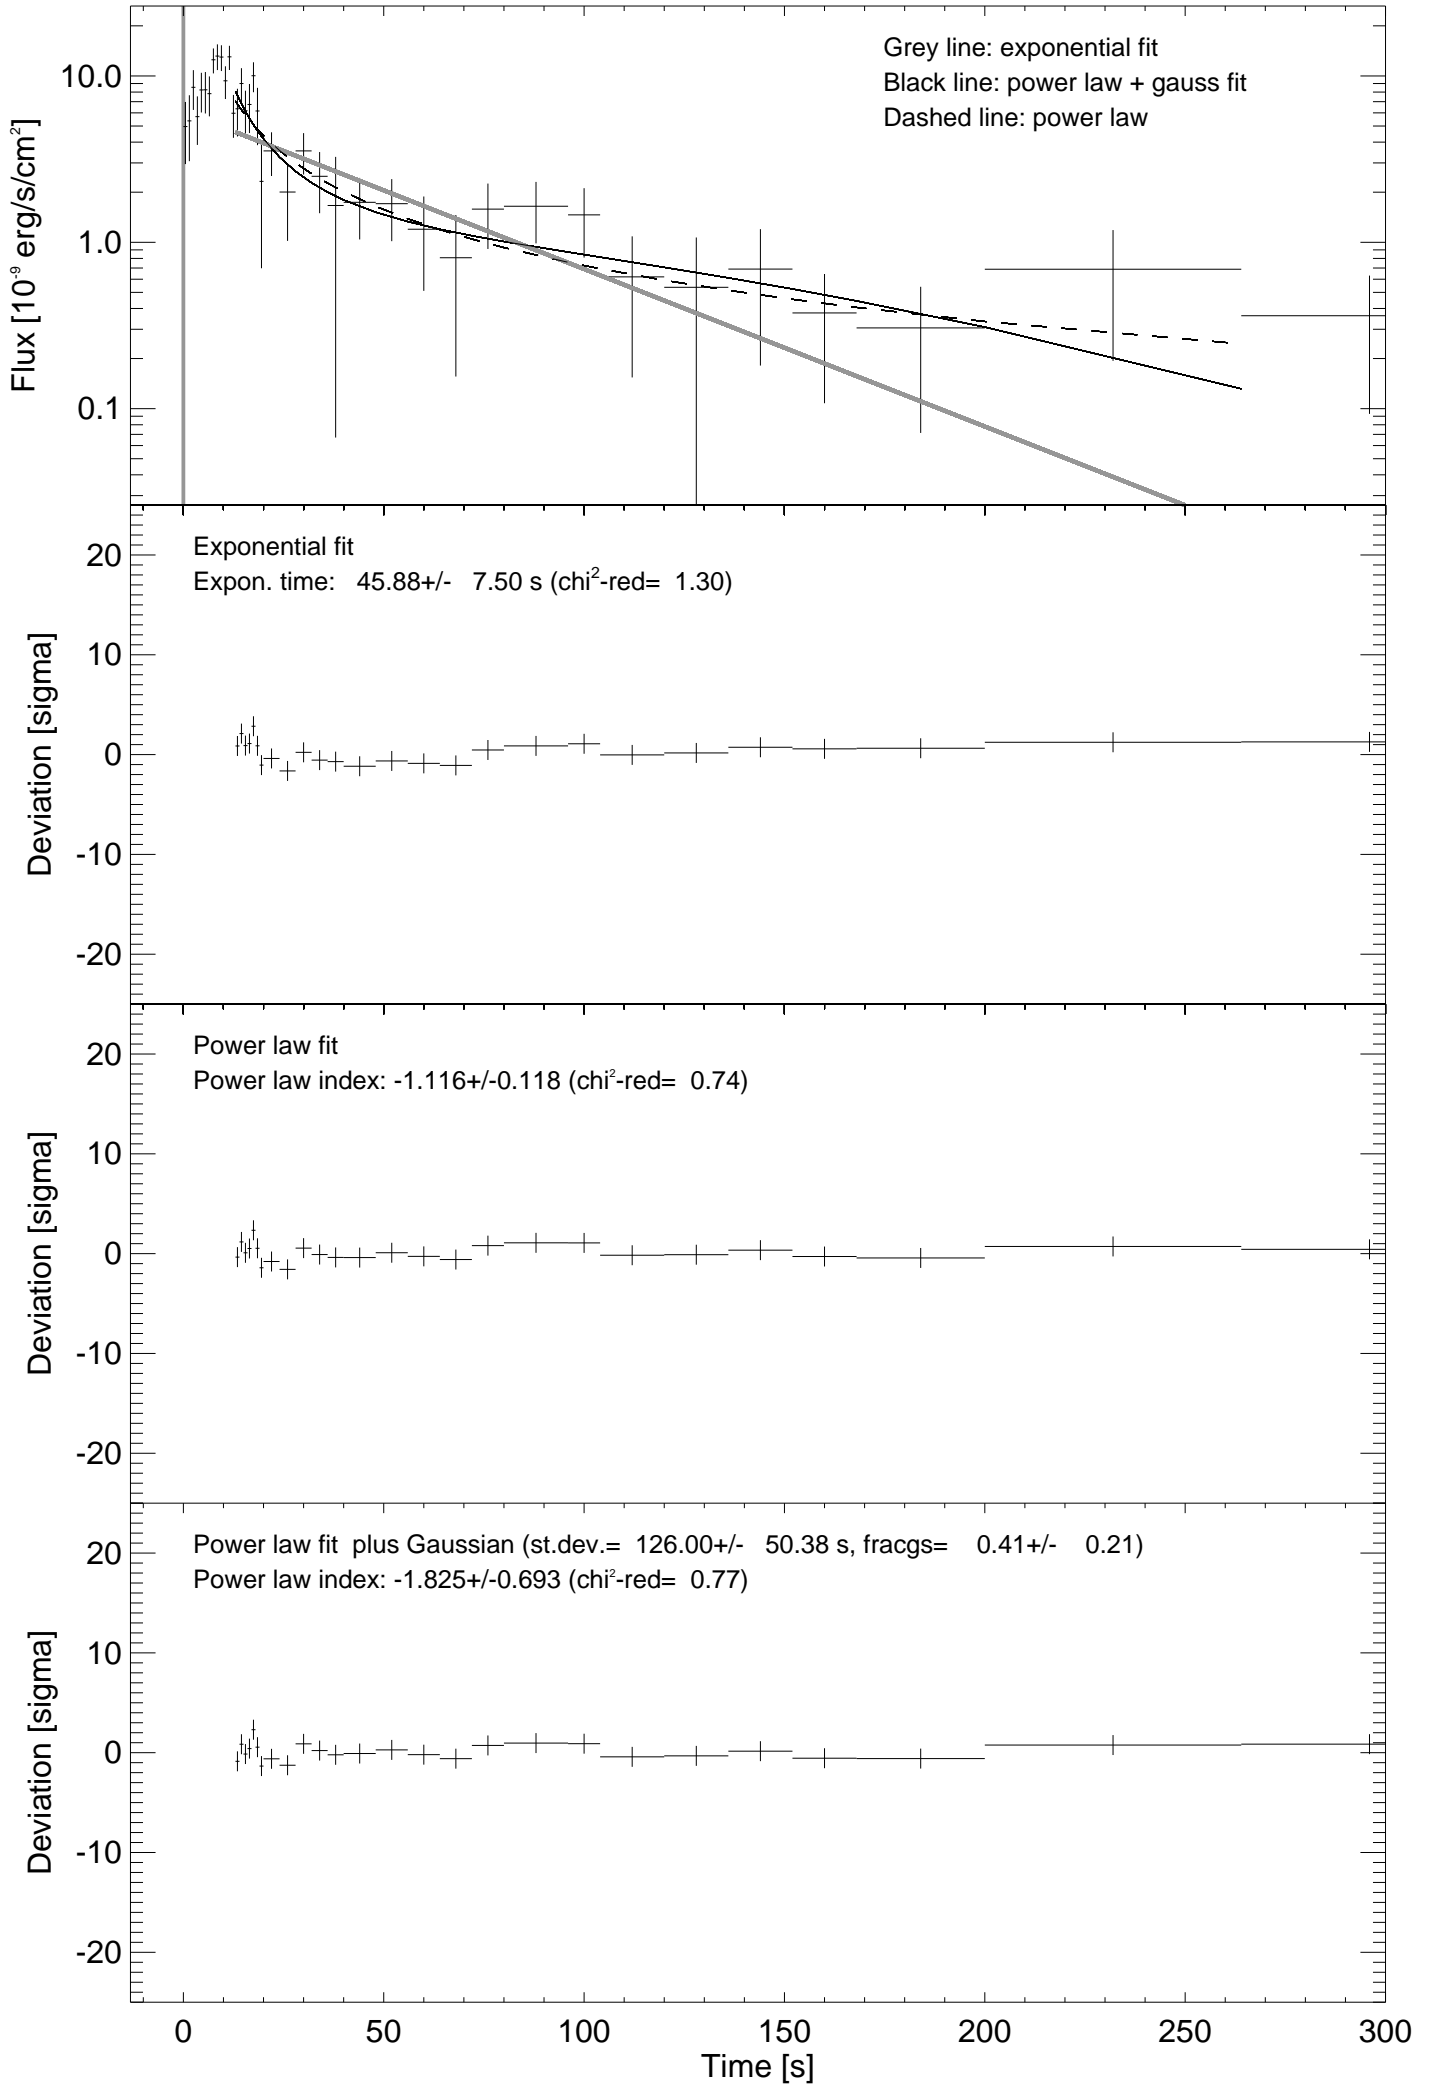 Grey line: exponential fit
Black line: power law + gauss fit
Dashed line: power law
10.0
1.0
0.1
Flux [10⁻⁹ erg/s/cm²]
Exponential fit
Expon. time: 45.88+/- 7.50 s (chi²-red= 1.30)
20
10
0
-10
-20
Deviation [sigma]
Power law fit
Power law index: -1.116+/-0.118 (chi²-red= 0.74)
20
10
0
-10
-20
Deviation [sigma]
Power law fit plus Gaussian (st.dev.= 126.00+/- 50.38 s, fracgs= 0.41+/- 0.21)
Power law index: -1.825+/-0.693 (chi²-red= 0.77)
20
10
0
-10
-20
Deviation [sigma]
0 50 100 150 200 250 300
Time [s]